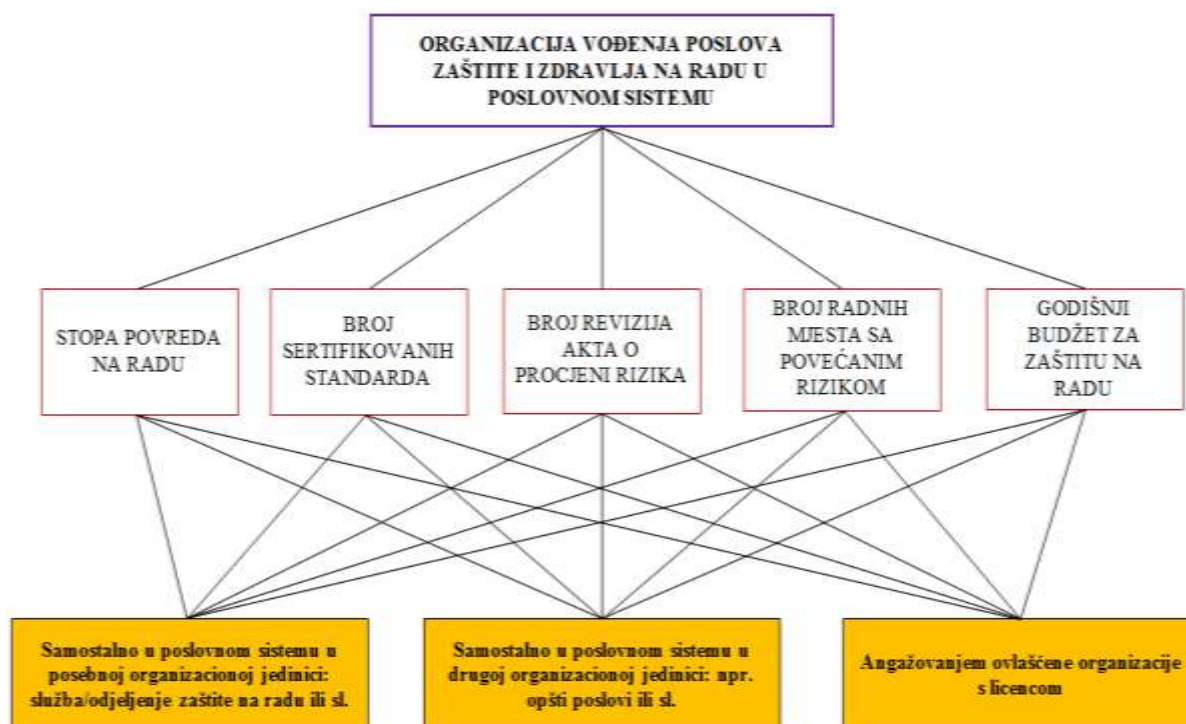 ORGANIZACIJA VOĐENJA POSLOVA
ZAŠTITE I ZDRAVLJA NA RADU U
POSLOVNOM SISTEMU
STOPA POVREDA
NA RADU
BROJ
SERTIFIKOVANIH
STANDARDA
BROJ REVIZIJA
AKTA O
PROCJENI RIZIKA
BROJ RADNIH
MJESTA SA
POVEĆANIM
RIZIKOM
GODIŠNJI
BUDŽET ZA
ZAŠTITU NA
RADU
Samostalno u poslovnom sistemu u
posebnoj organizacionoj jedinici:
služba/odjeljenje zaštite na radu ili sl.
Samostalno u poslovnom sistemu u
drugoj organizacionoj jedinici: npr.
opšti poslovi ili sl.
Angažovanjem ovlašćene organizacije
s licencom